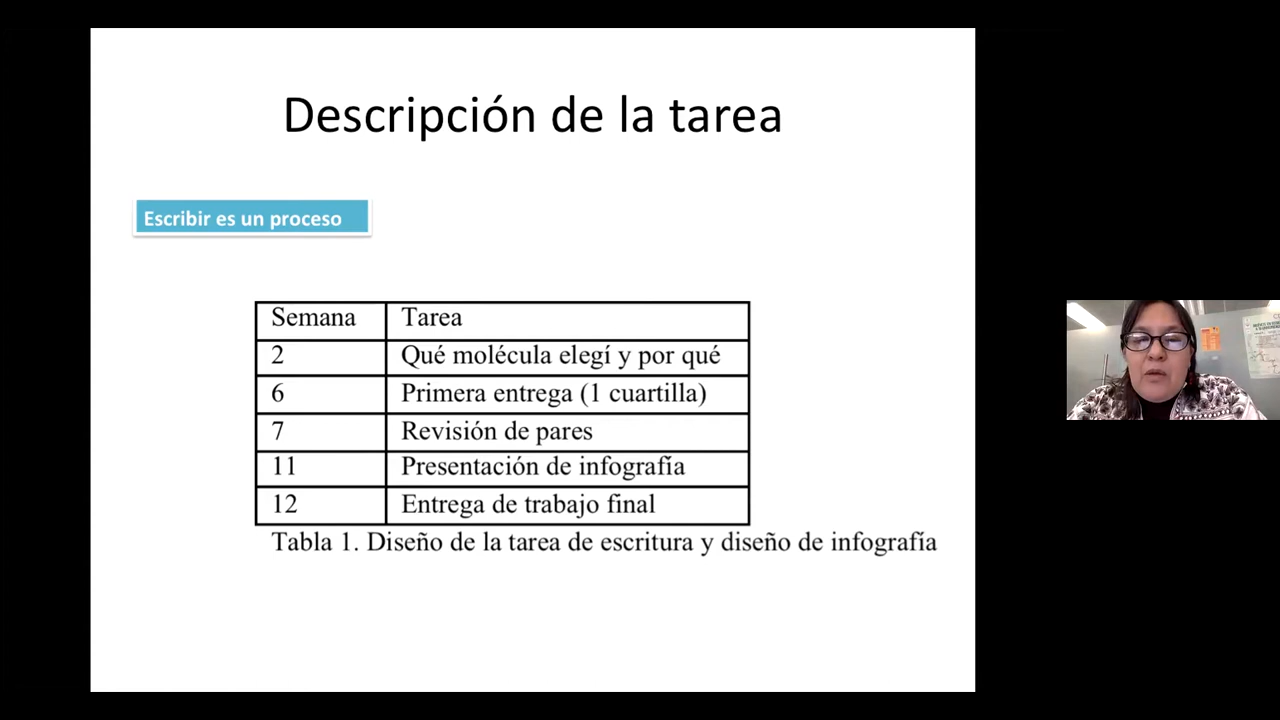 Descripción de la tarea
Escribir es un proceso
Semana Tarea
2 Qué molécula elegí y por qué
6 Primera entrega (1 cuartilla)
7 Revisión de pares
11 Presentación de infografía
12 Entrega de trabajo final
Tabla 1. Diseño de la tarea de escritura y diseño de infografía